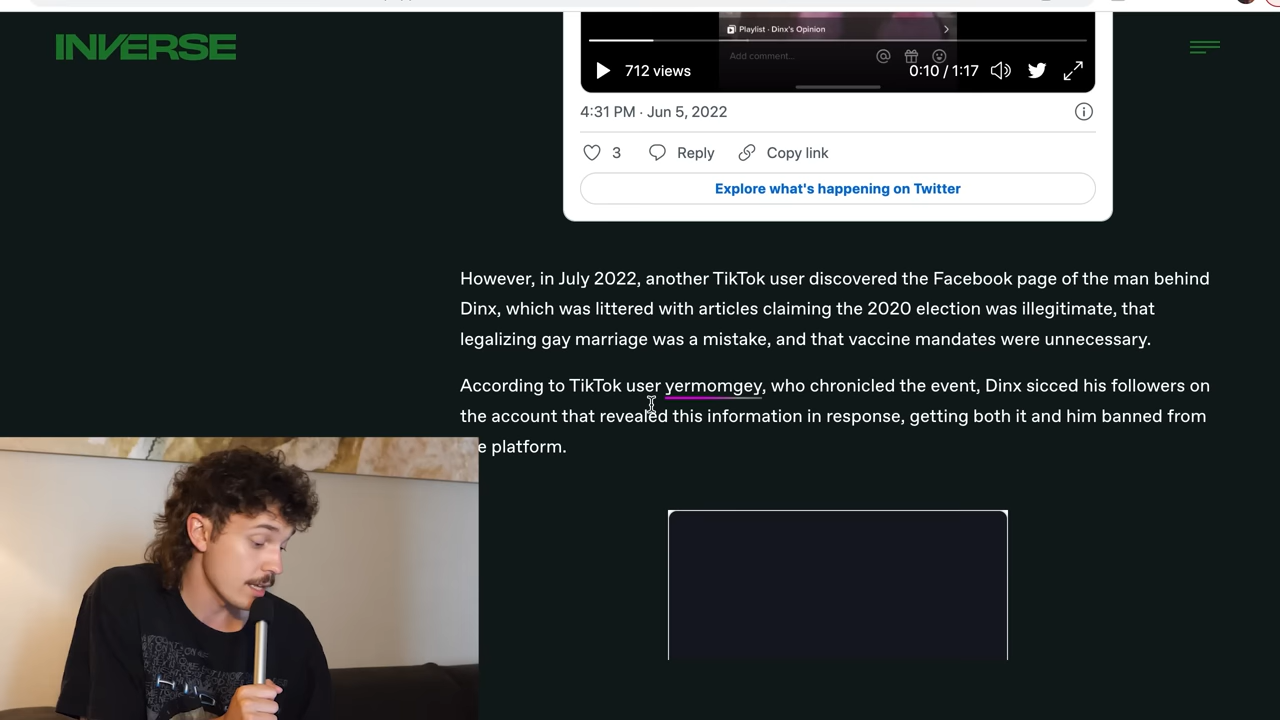 INVERSE
Playlist · Dinx's Opinion
Add comment...
712 views
0:10 / 1:17
4:31 PM · Jun 5, 2022
3
Reply
Copy link
Explore what's happening on Twitter
However, in July 2022, another TikTok user discovered the Facebook page of the man behind
Dinx, which was littered with articles claiming the 2020 election was illegitimate, that
legalizing gay marriage was a mistake, and that vaccine mandates were unnecessary.
According to TikTok user yermomgey, who chronicled the event, Dinx sicced his followers on
the account that revealed this information in response, getting both it and him banned from
platform.